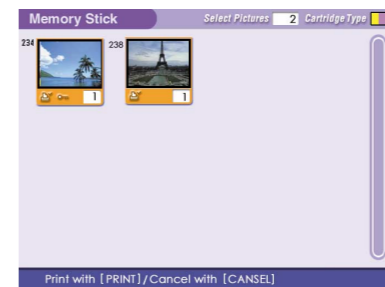 Memory Stick Select Pictures 2 Cartridge Type
234 238
1 1
Print with [PRINT]/Cancel with [CANSEL]